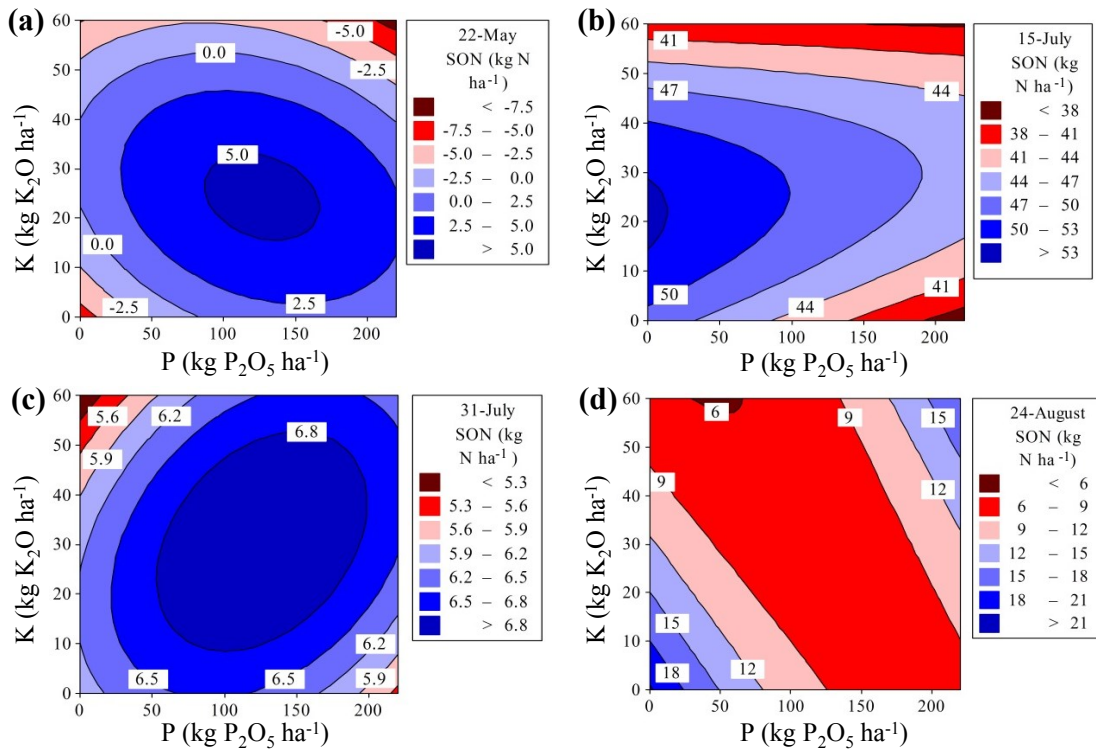 (a)
60
50
40
30
20
10
0
K (kg K₂O ha⁻¹)
0.0
-5.0
-2.5
5.0
0.0
-2.5
2.5
0 50 100 150 200
P (kg P₂O₅ ha⁻¹)
22-May
SON (kg N
ha⁻¹)
< -7.5
-7.5 – -5.0
-5.0 – -2.5
-2.5 – 0.0
0.0 – 2.5
2.5 – 5.0
> 5.0
(b)
60
50
40
30
20
10
0
K (kg K₂O ha⁻¹)
41
47
44
50
44
41
0 50 100 150 200
P (kg P₂O₅ ha⁻¹)
15-July
SON (kg
N ha⁻¹)
< 38
38 – 41
41 – 44
44 – 47
47 – 50
50 – 53
> 53
(c)
60
50
40
30
20
10
0
K (kg K₂O ha⁻¹)
5.6
6.2
6.8
5.9
6.2
6.5
6.5
5.9
0 50 100 150 200
P (kg P₂O₅ ha⁻¹)
31-July
SON (kg
N ha⁻¹)
< 5.3
5.3 – 5.6
5.6 – 5.9
5.9 – 6.2
6.2 – 6.5
6.5 – 6.8
> 6.8
(d)
60
50
40
30
20
10
0
K (kg K₂O ha⁻¹)
6
9
15
9
12
15
12
18
0 50 100 150 200
P (kg P₂O₅ ha⁻¹)
24-August
SON (kg
N ha⁻¹)
< 6
6 – 9
9 – 12
12 – 15
15 – 18
18 – 21
> 21